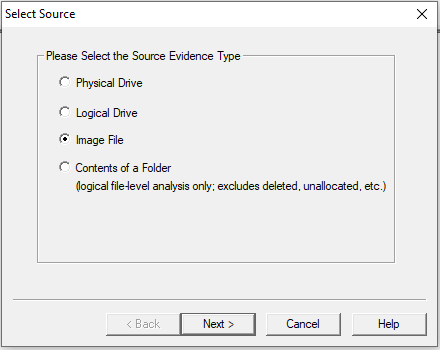 Select Source
Please Select the Source Evidence Type
Physical Drive
Logical Drive
Image File
Contents of a Folder
(logical file-level analysis only; excludes deleted, unallocated, etc.)
< Back Next > Cancel Help